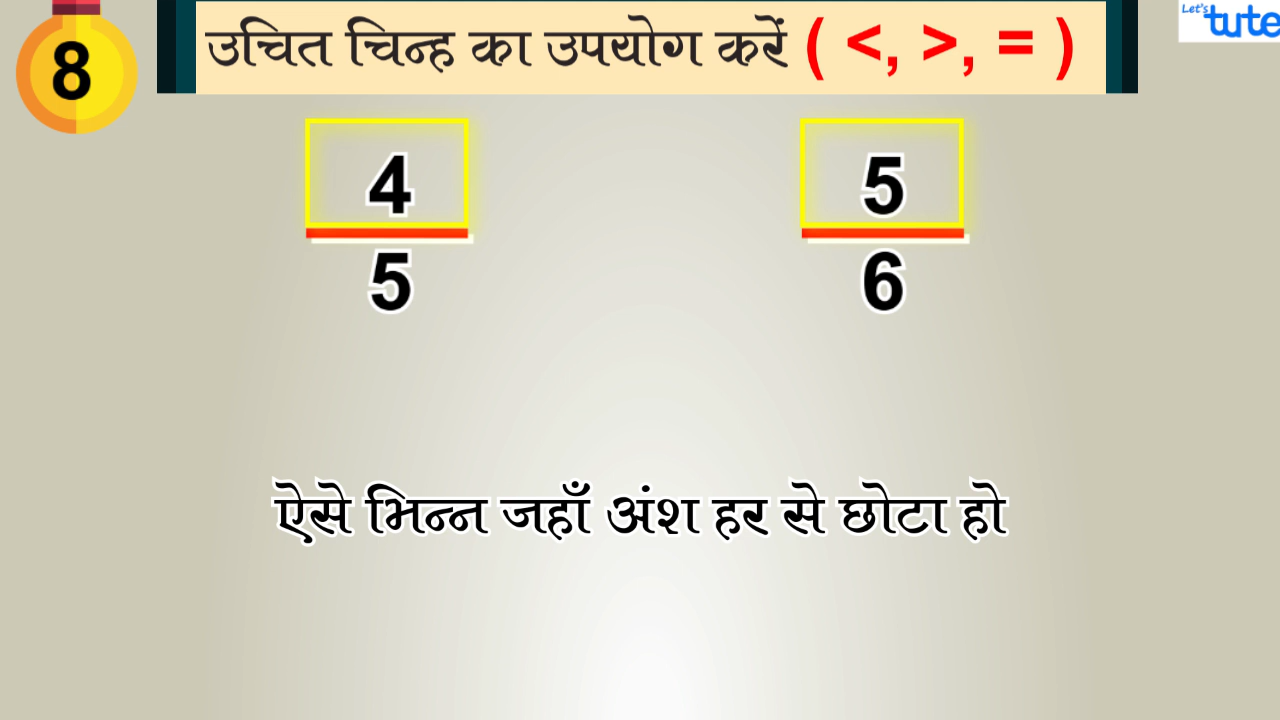 8
उचित चिन्ह का उपयोग करें ( <, >, = )
Let's tute
4 5
5 6
ऐसे भिन्न जहाँ अंश हर से छोटा हो